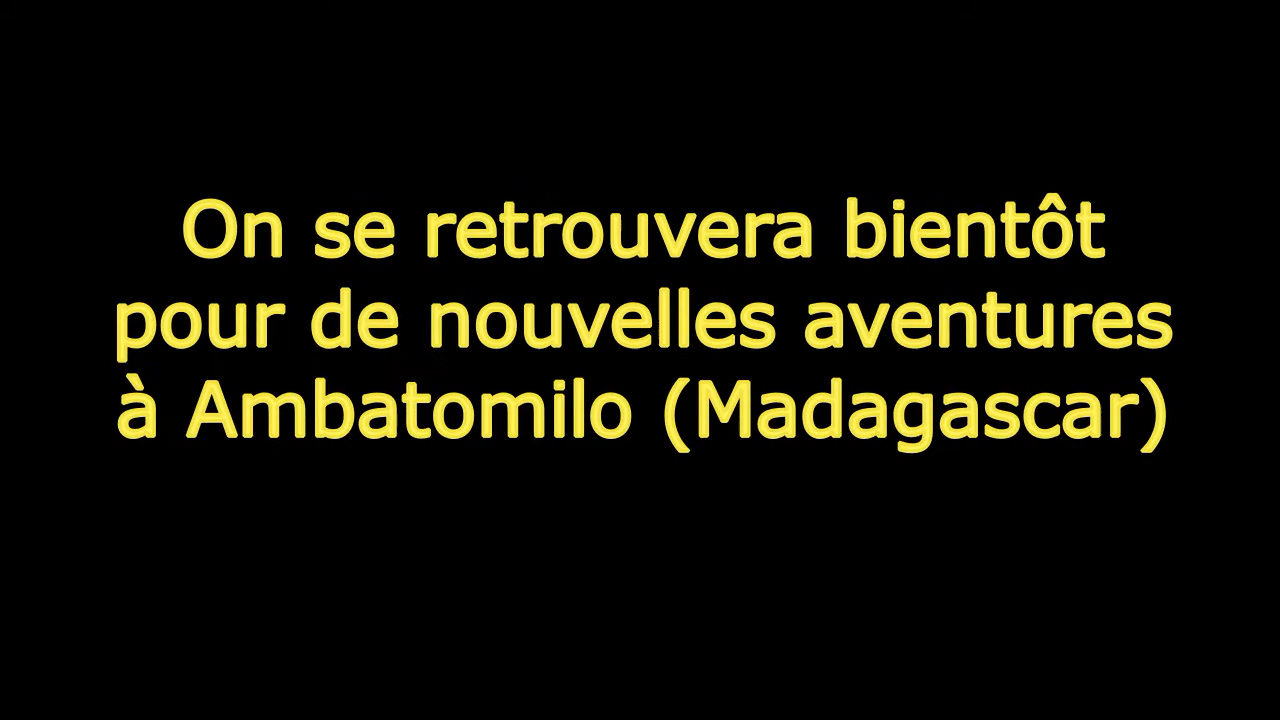 On se retrouvera bientôt
pour de nouvelles aventures
à Ambatomilo (Madagascar)